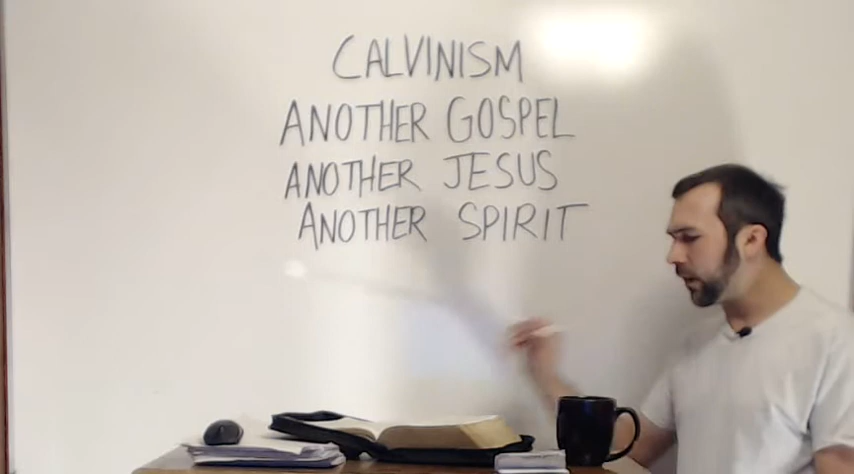 CALVINISM
ANOTHER GOSPEL
ANOTHER JESUS
ANOTHER SPIRIT